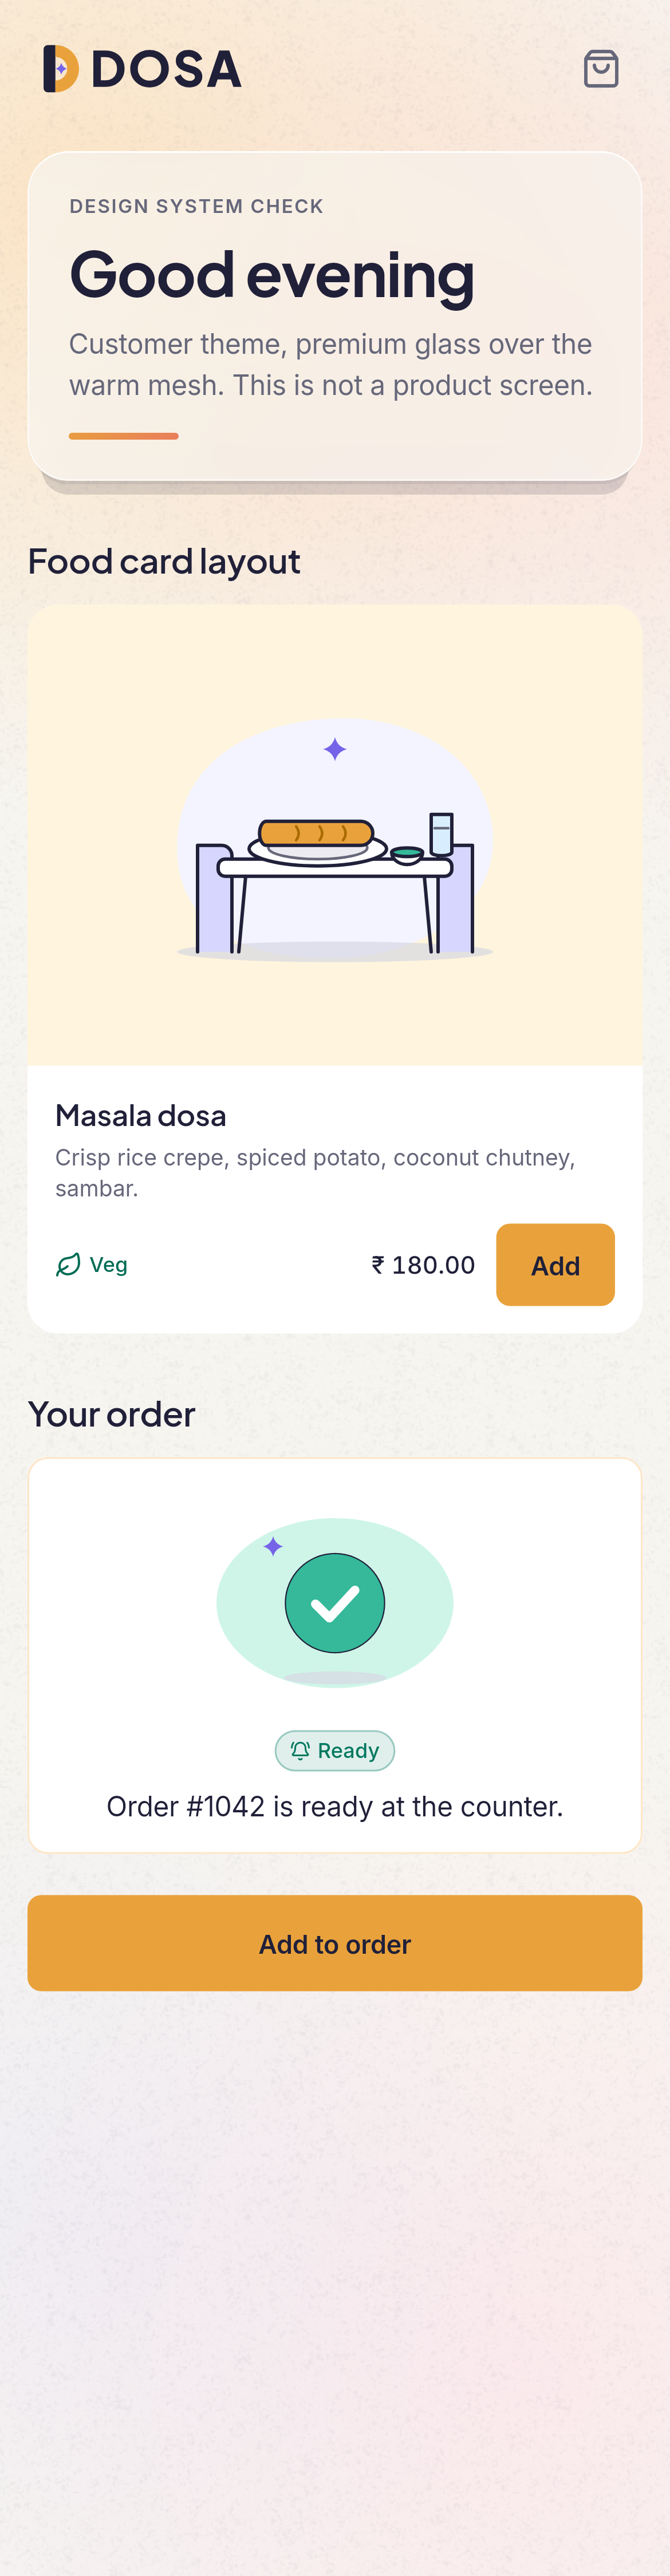 DOSA
DESIGN SYSTEM CHECK
Good evening
Customer theme, premium glass over the
warm mesh. This is not a product screen.
Food card layout
Masala dosa
Crisp rice crepe, spiced potato, coconut chutney,
sambar.
Veg
₹ 180.00
Add
Your order
Ready
Order #1042 is ready at the counter.
Add to order